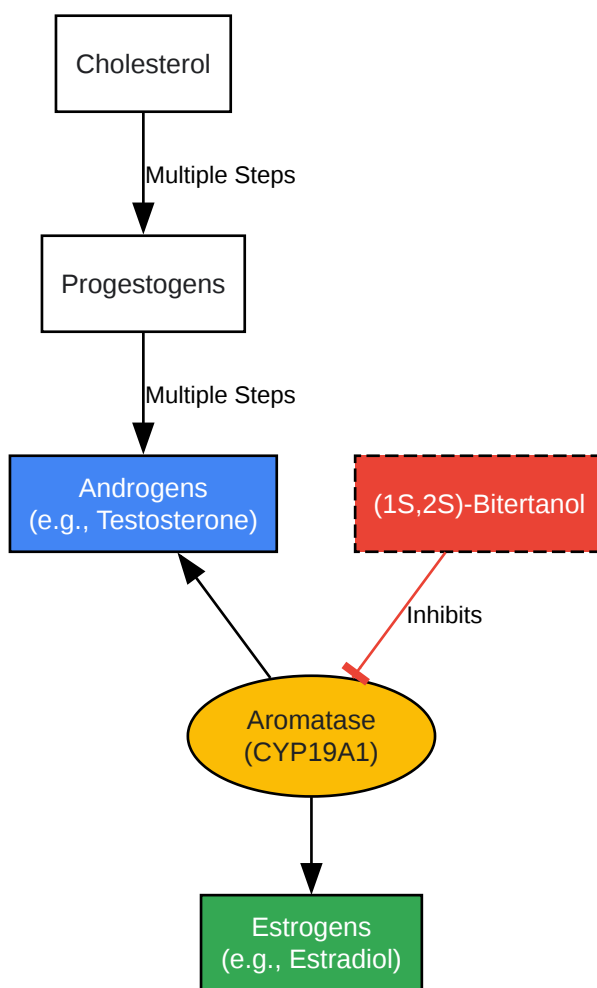 Cholesterol
Multiple Steps
Progestogens
Multiple Steps
Androgens
(e.g., Testosterone)
(1S,2S)-Bitertanol
Inhibits
Aromatase
(CYP19A1)
Estrogens
(e.g., Estradiol)